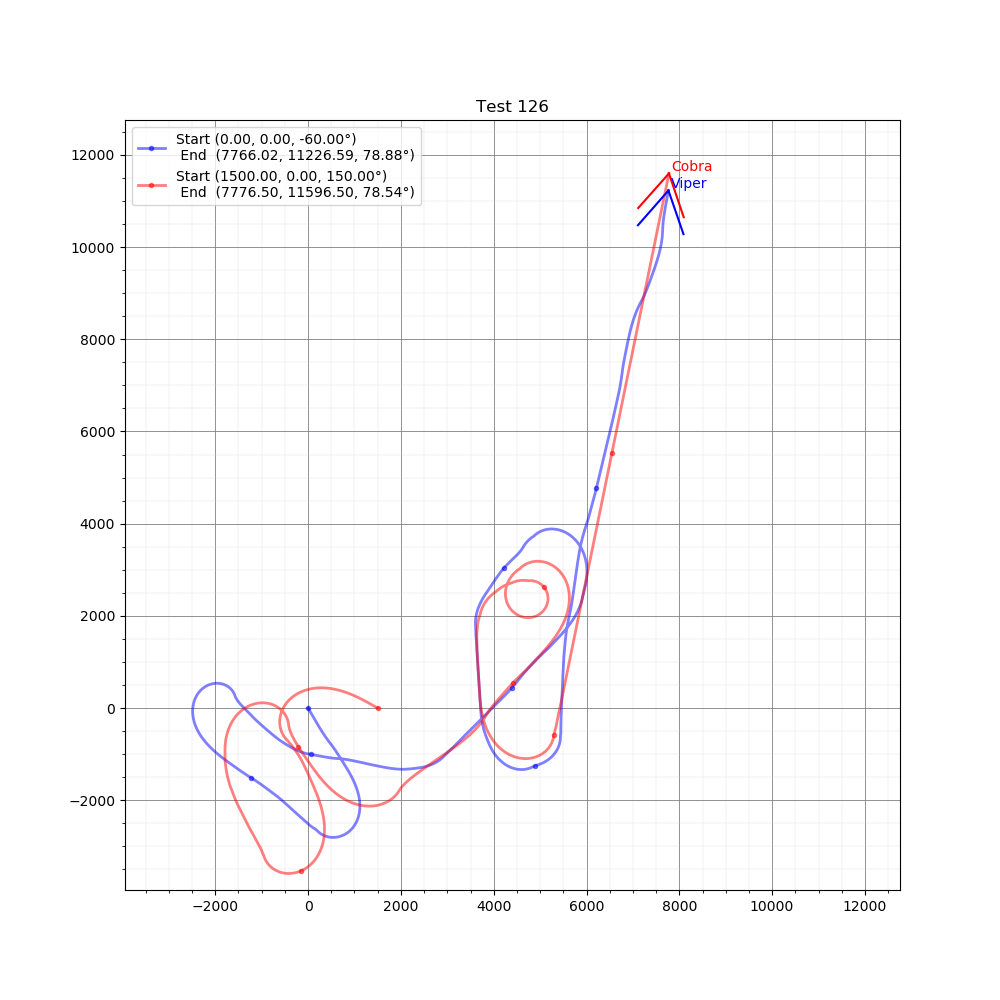 Test 126
Start (0.00, 0.00, -60.00°)
End (7766.02, 11226.59, 78.88°)
Start (1500.00, 0.00, 150.00°)
End (7776.50, 11596.50, 78.54°)
Cobra
Viper
12000
10000
8000
6000
4000
2000
0
−2000
−2000 0 2000 4000 6000 8000 10000 12000